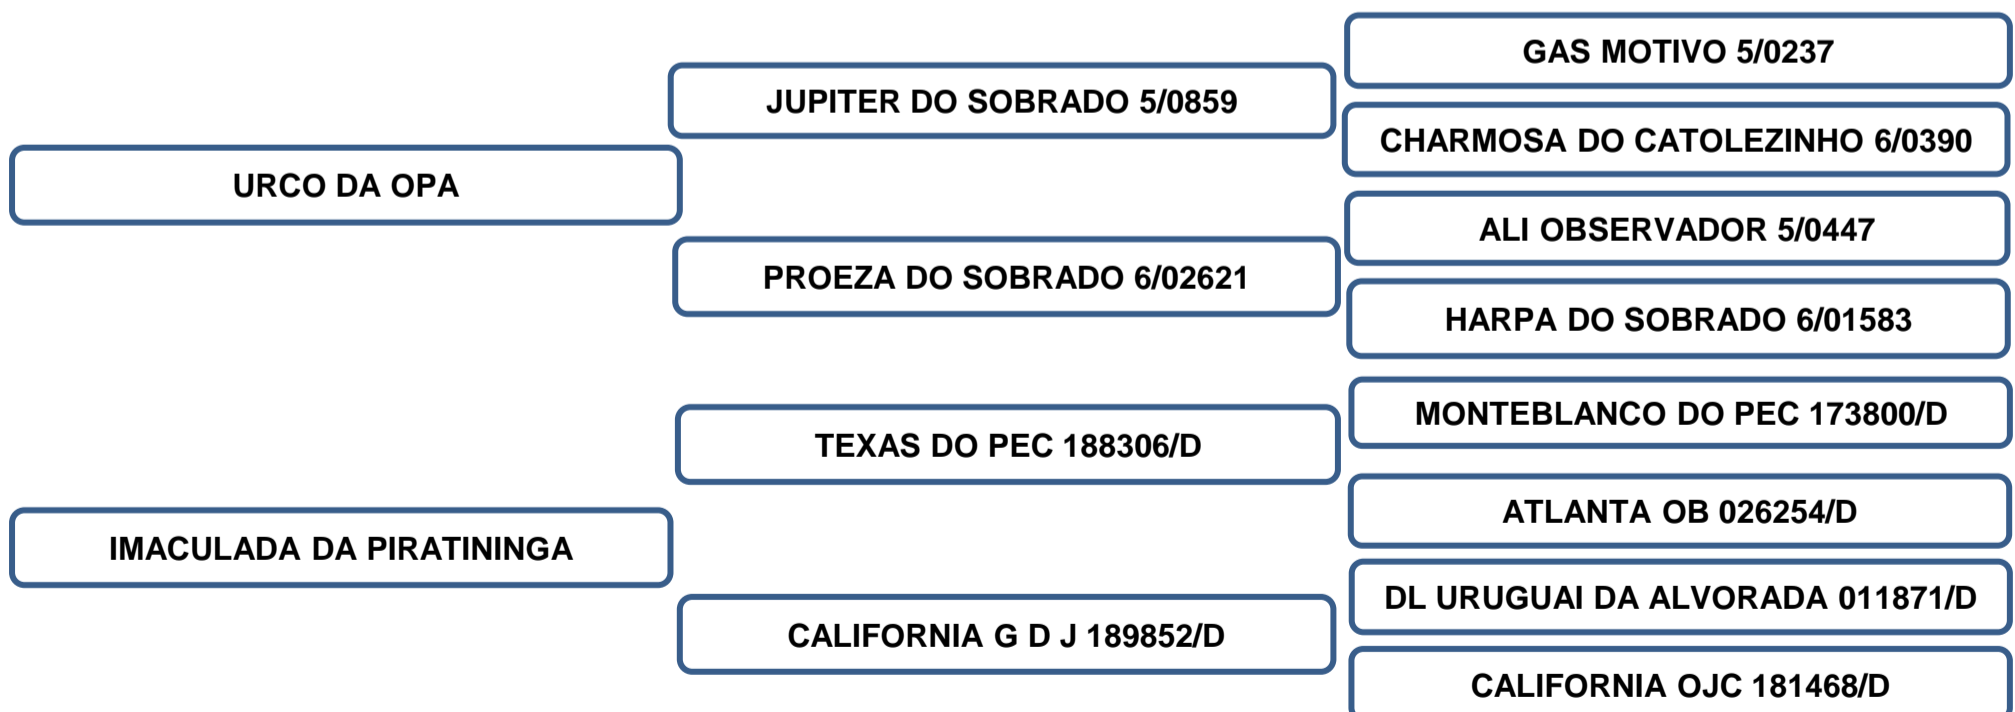 GAS MOTIVO 5/0237
JUPITER DO SOBRADO 5/0859
CHARMOSA DO CATOLEZINHO 6/0390
URCO DA OPA
ALI OBSERVADOR 5/0447
PROEZA DO SOBRADO 6/02621
HARPA DO SOBRADO 6/01583
MONTEBLANCO DO PEC 173800/D
TEXAS DO PEC 188306/D
ATLANTA OB 026254/D
IMACULADA DA PIRATININGA
DL URUGUAI DA ALVORADA 011871/D
CALIFORNIA G D J 189852/D
CALIFORNIA OJC 181468/D